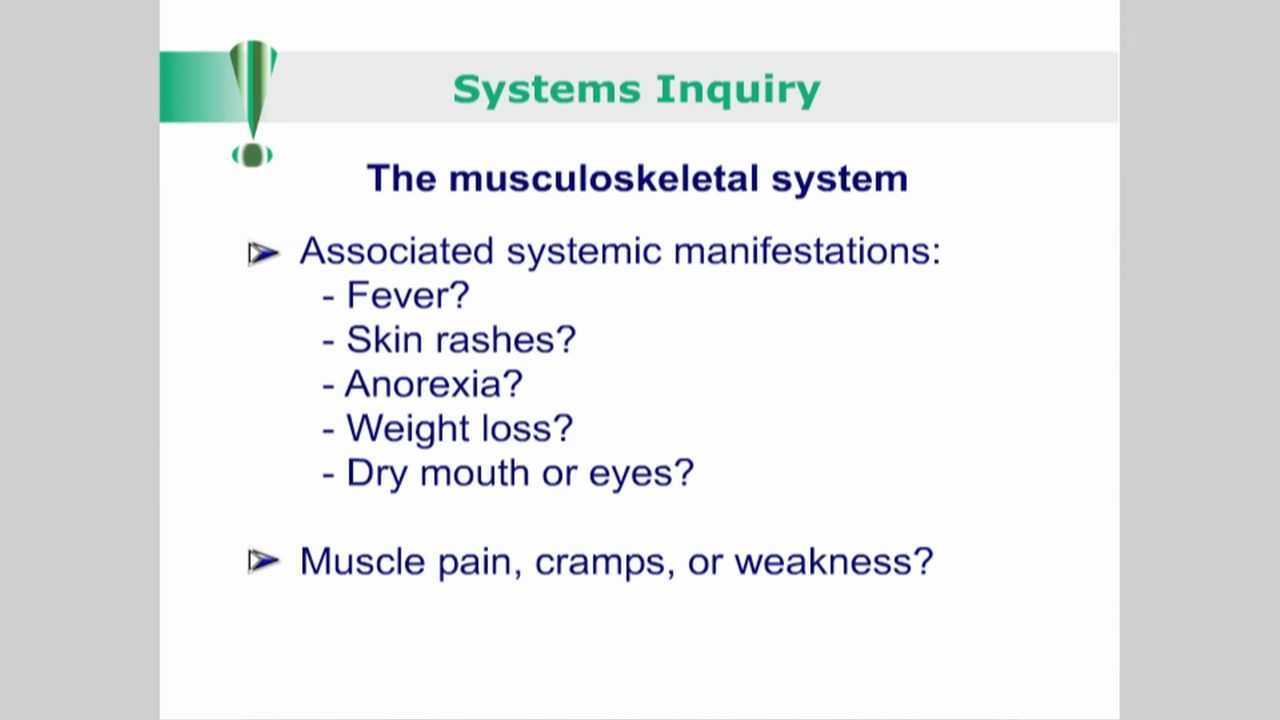 Systems Inquiry
The musculoskeletal system
Associated systemic manifestations:
- Fever?
- Skin rashes?
- Anorexia?
- Weight loss?
- Dry mouth or eyes?
Muscle pain, cramps, or weakness?